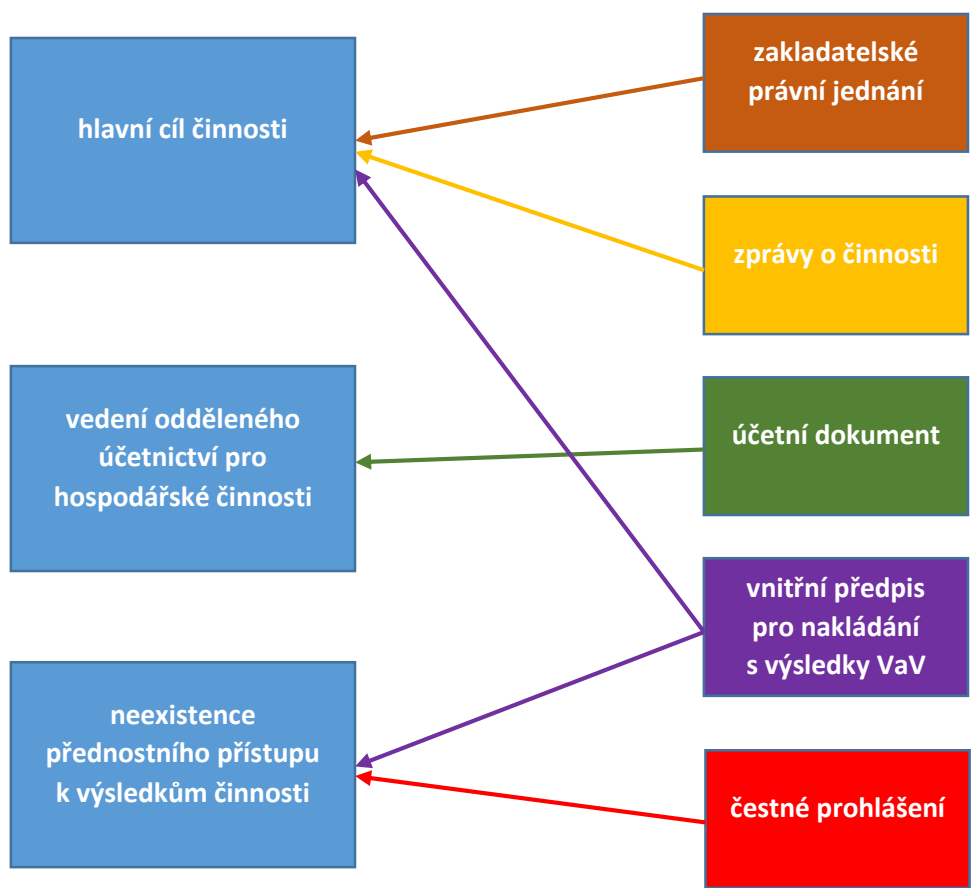 hlavní cíl činnosti
vedení odděleného
účetnictví pro
hospodářské činnosti
neexistence
přednostního přístupu
k výsledkům činnosti
zakladatelské
právní jednání
zprávy o činnosti
účetní dokument
vnitřní předpis
pro nakládání
s výsledky VaV
čestné prohlášení